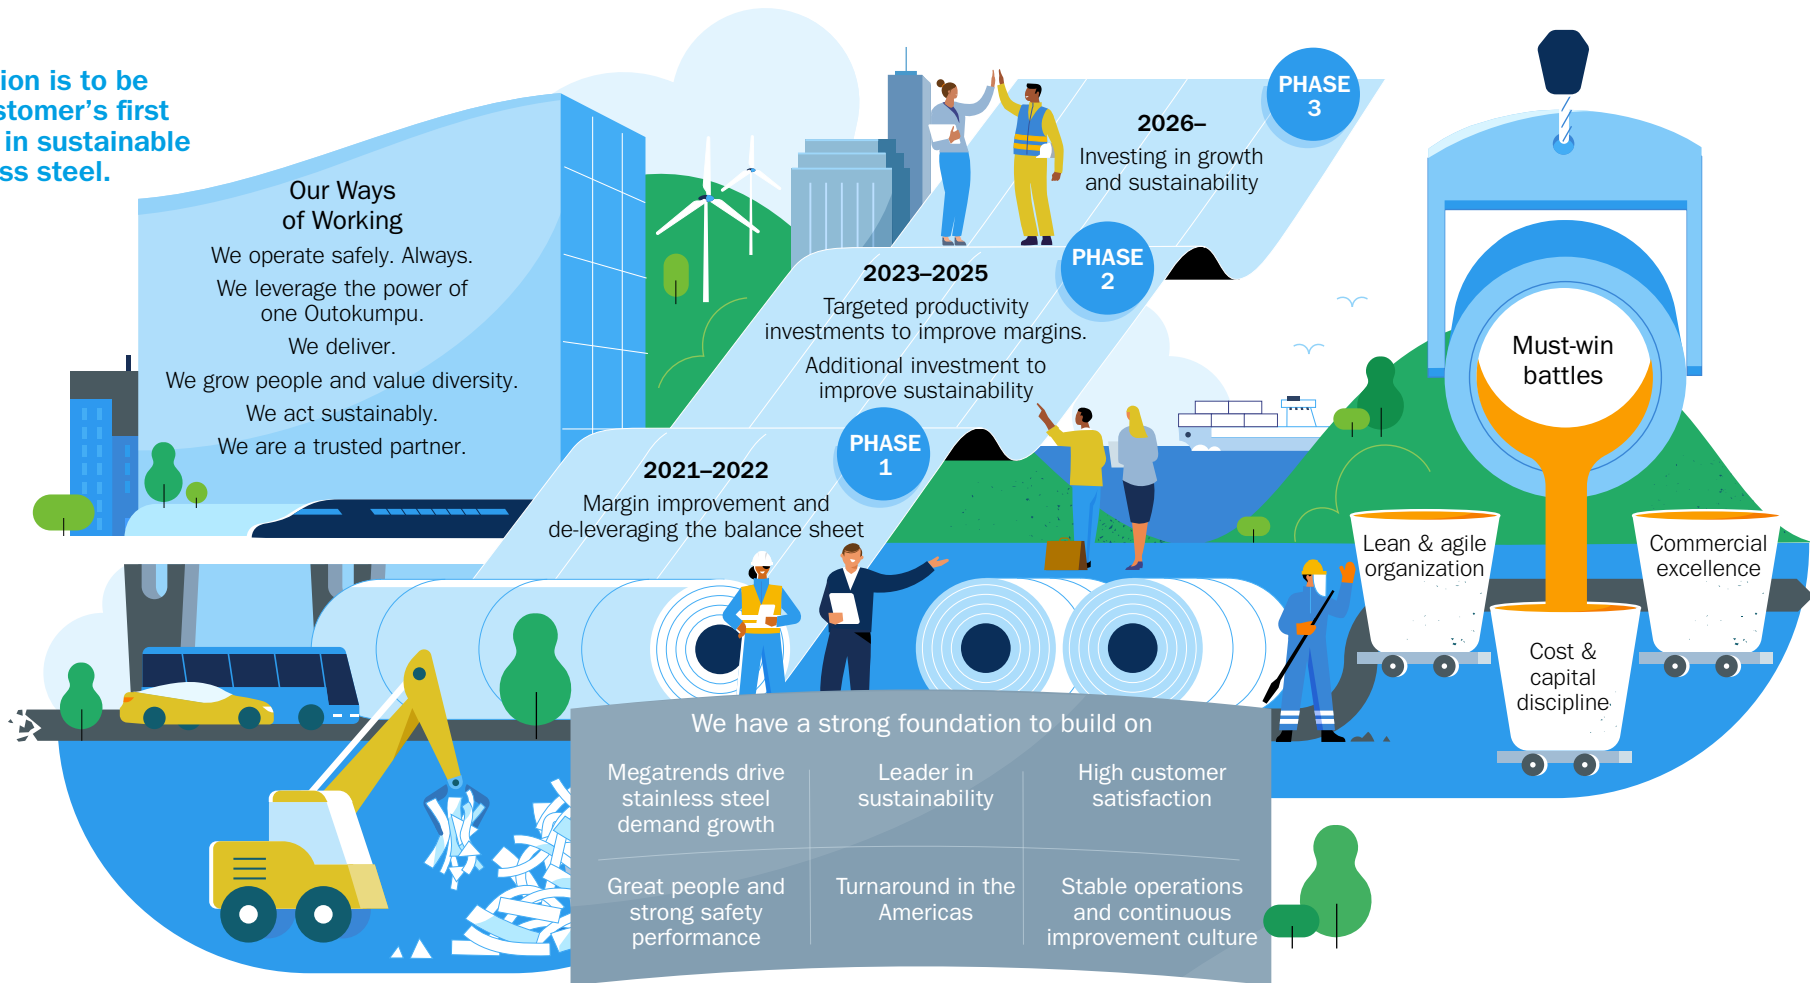 ion is to be
stomer's first
in sustainable
ss steel.
Our Ways
of Working
We operate safely. Always.
We leverage the power of
one Outokumpu.
We deliver.
We grow people and value diversity.
We act sustainably.
We are a trusted partner.
PHASE
3
2026–
Investing in growth
and sustainability
PHASE
2
2023–2025
Targeted productivity
investments to improve margins.
Additional investment to
improve sustainability
PHASE
1
2021–2022
Margin improvement and
de-leveraging the balance sheet
Must-win
battles
Lean & agile
organization
Cost &
capital
discipline
Commercial
excellence
We have a strong foundation to build on
Megatrends drive
stainless steel
demand growth
Leader in
sustainability
High customer
satisfaction
Great people and
strong safety
performance
Turnaround in the
Americas
Stable operations
and continuous
improvement culture